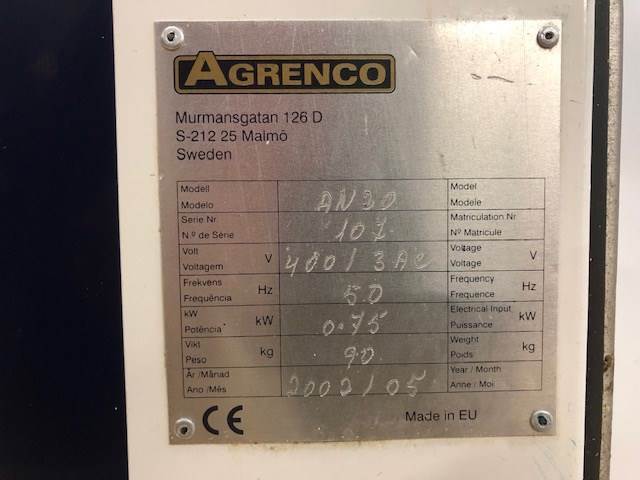 AGRENCO
Murmansgatan 126 D
S-212 25 Malmö
Sweden
Modell
Modelo
AN30
Model
Modele
Serie Nr.
N.º de Série
107
Matriculation Nr
Nº Matricule
Volt
Voltagem
V
400 / 3 AC
Voltage
Voltage
V
Frekvens
Frequência
Hz
50
Frequency
Frequence
Hz
kW
Potência
kW
0.75
Electrical Input
Puissance
kW
Vikt
Peso
kg
90
Weight
Poids
kg
År /Månad
Ano /Mês
2002 / 05
Year / Month
Anne / Moi
CE
Made in EU